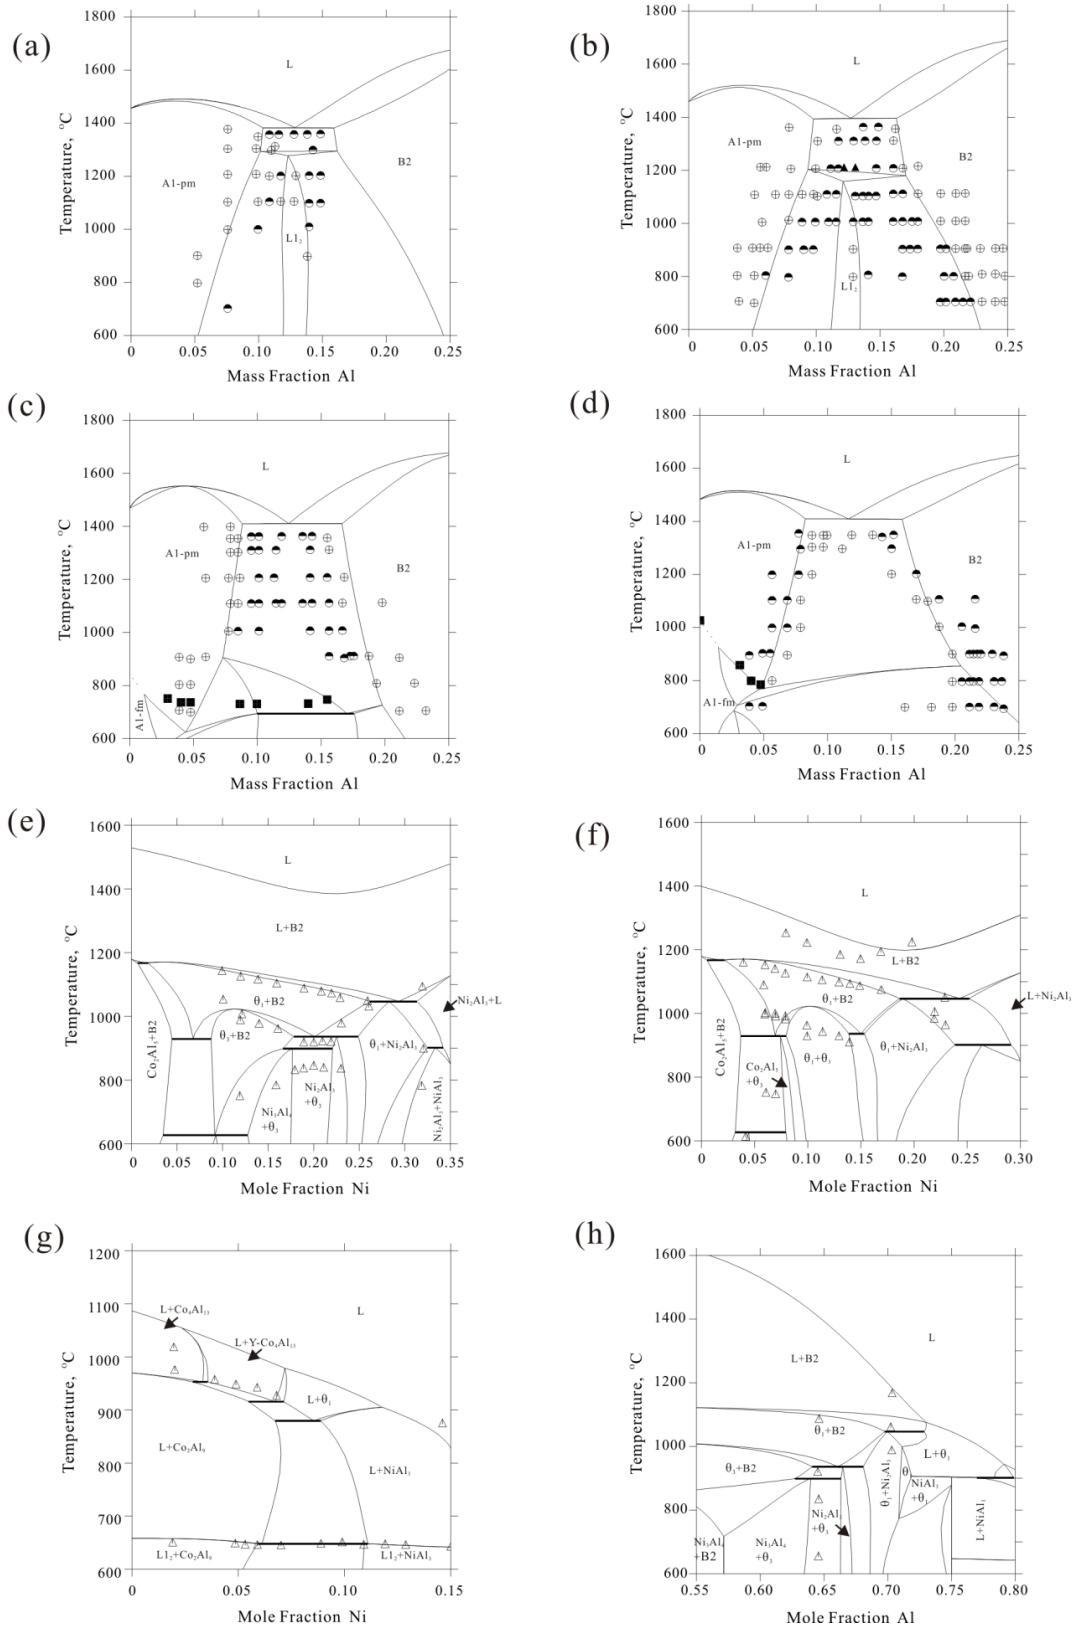 (a)
1800
1600
1400
1200
1000
800
600
Temperature, °C
L
A1-pm
B2
L1₂
0 0.05 0.10 0.15 0.20 0.25
Mass Fraction Al
(b)
1800
1600
1400
1200
1000
800
600
Temperature, °C
L
A1-pm
B2
L1₂
0 0.05 0.10 0.15 0.20 0.25
Mass Fraction Al
(c)
1800
1600
1400
1200
1000
800
600
Temperature, °C
L
A1-pm
B2
A1-fm
0 0.05 0.10 0.15 0.20 0.25
Mass Fraction Al
(d)
1800
1600
1400
1200
1000
800
600
Temperature, °C
L
A1-pm
B2
A1-fm
0 0.05 0.10 0.15 0.20 0.25
Mass Fraction Al
(e)
1600
1400
1200
1000
800
600
Temperature, °C
L
L+B2
θ₁+B2
Ni₂Al₃+L
θ₃+B2
Co₂Al₅+B2
θ₁+Ni₂Al₃
Ni₂Al₃
+θ₃
Ni₃Al₄
+θ₃
Ni₂Al₃+NiAl₃
0 0.05 0.10 0.15 0.20 0.25 0.30 0.35
Mole Fraction Ni
(f)
1600
1400
1200
1000
800
600
Temperature, °C
L
L+B2
θ₁+B2
L+Ni₂Al₃
Co₂Al₅+B2
θ₁+Ni₂Al₃
θ₁+θ₃
Co₂Al₅
+θ₃
0 0.05 0.10 0.15 0.20 0.25 0.30
Mole Fraction Ni
(g)
1200
1100
1000
900
800
700
600
Temperature, °C
L+Co₄Al₁₃
L
L+Y-Co₄Al₁₃
L+θ₁
L+Co₂Al₉
L+NiAl₃
L1₂+Co₂Al₉
L1₂+NiAl₃
0 0.05 0.10 0.15
Mole Fraction Ni
(h)
1600
1400
1200
1000
800
600
Temperature, °C
L
L+B2
θ₁+B2
θ₃+B2
L+θ₁
θ₁+Ni₂Al₃
θ
NiAl₃
+θ₁
Ni₂Al₃
+θ₃
L+NiAl₃
Ni₃Al₄
+B2
Ni₃Al₄
+θ₃
0.55 0.60 0.65 0.70 0.75 0.80
Mole Fraction Al